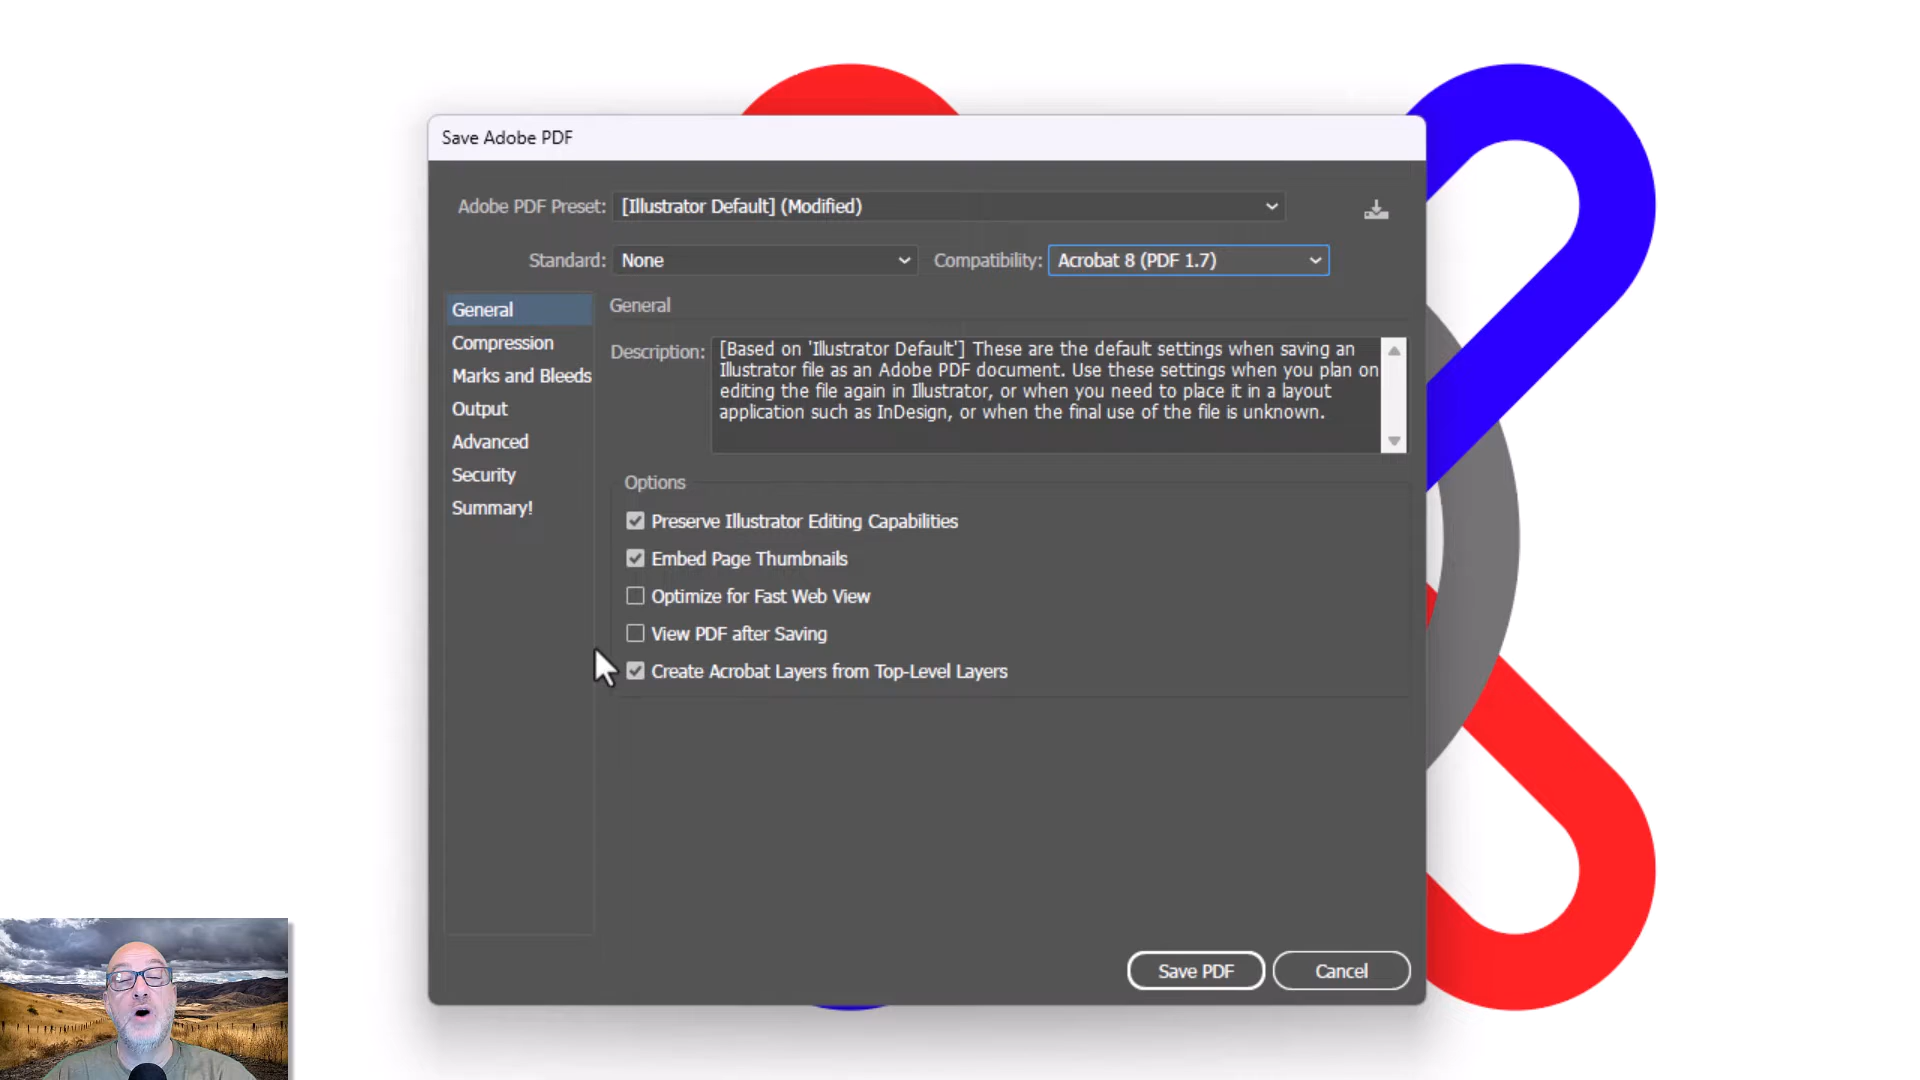 Save Adobe PDF
Adobe PDF Preset: [Illustrator Default] (Modified)
Standard: None Compatibility: Acrobat 8 (PDF 1.7)
General
Compression
Marks and Bleeds
Output
Advanced
Security
Summary!
General
Description: [Based on 'Illustrator Default'] These are the default settings when saving an
Illustrator file as an Adobe PDF document. Use these settings when you plan on
editing the file again in Illustrator, or when you need to place it in a layout
application such as InDesign, or when the final use of the file is unknown.
Options
Preserve Illustrator Editing Capabilities
Embed Page Thumbnails
Optimize for Fast Web View
View PDF after Saving
Create Acrobat Layers from Top-Level Layers
Save PDF Cancel